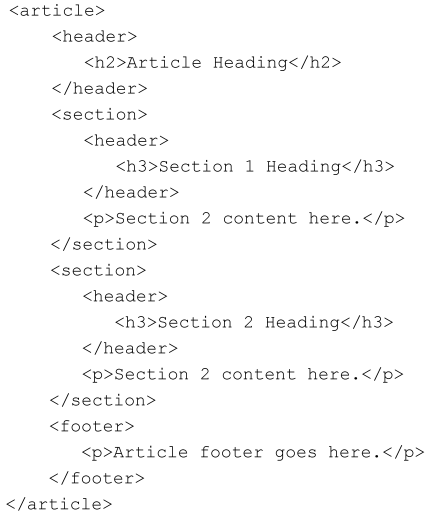 <article>
<header>
<h2>Article Heading</h2>
</header>
<section>
<header>
<h3>Section 1 Heading</h3>
</header>
<p>Section 2 content here.</p>
</section>
<section>
<header>
<h3>Section 2 Heading</h3>
</header>
<p>Section 2 content here.</p>
</section>
<footer>
<p>Article footer goes here.</p>
</footer>
</article>